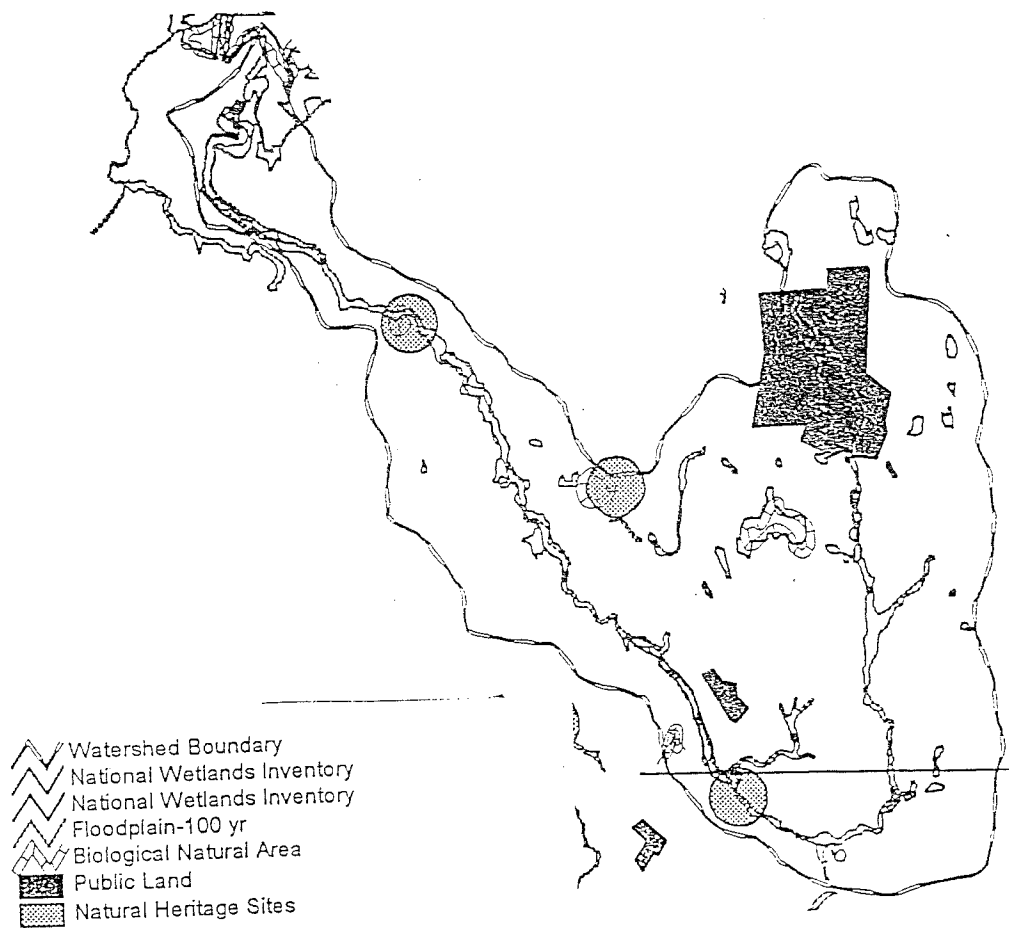 Watershed Boundary
National Wetlands Inventory
National Wetlands Inventory
Floodplain-100 yr
Biological Natural Area
Public Land
Natural Heritage Sites